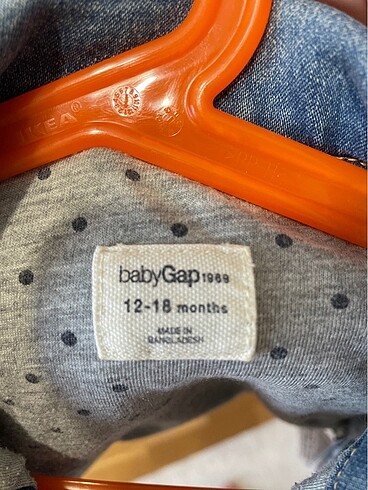 IKEA®
babyGap 1969
12-18 months
MADE IN
BANGLADESH